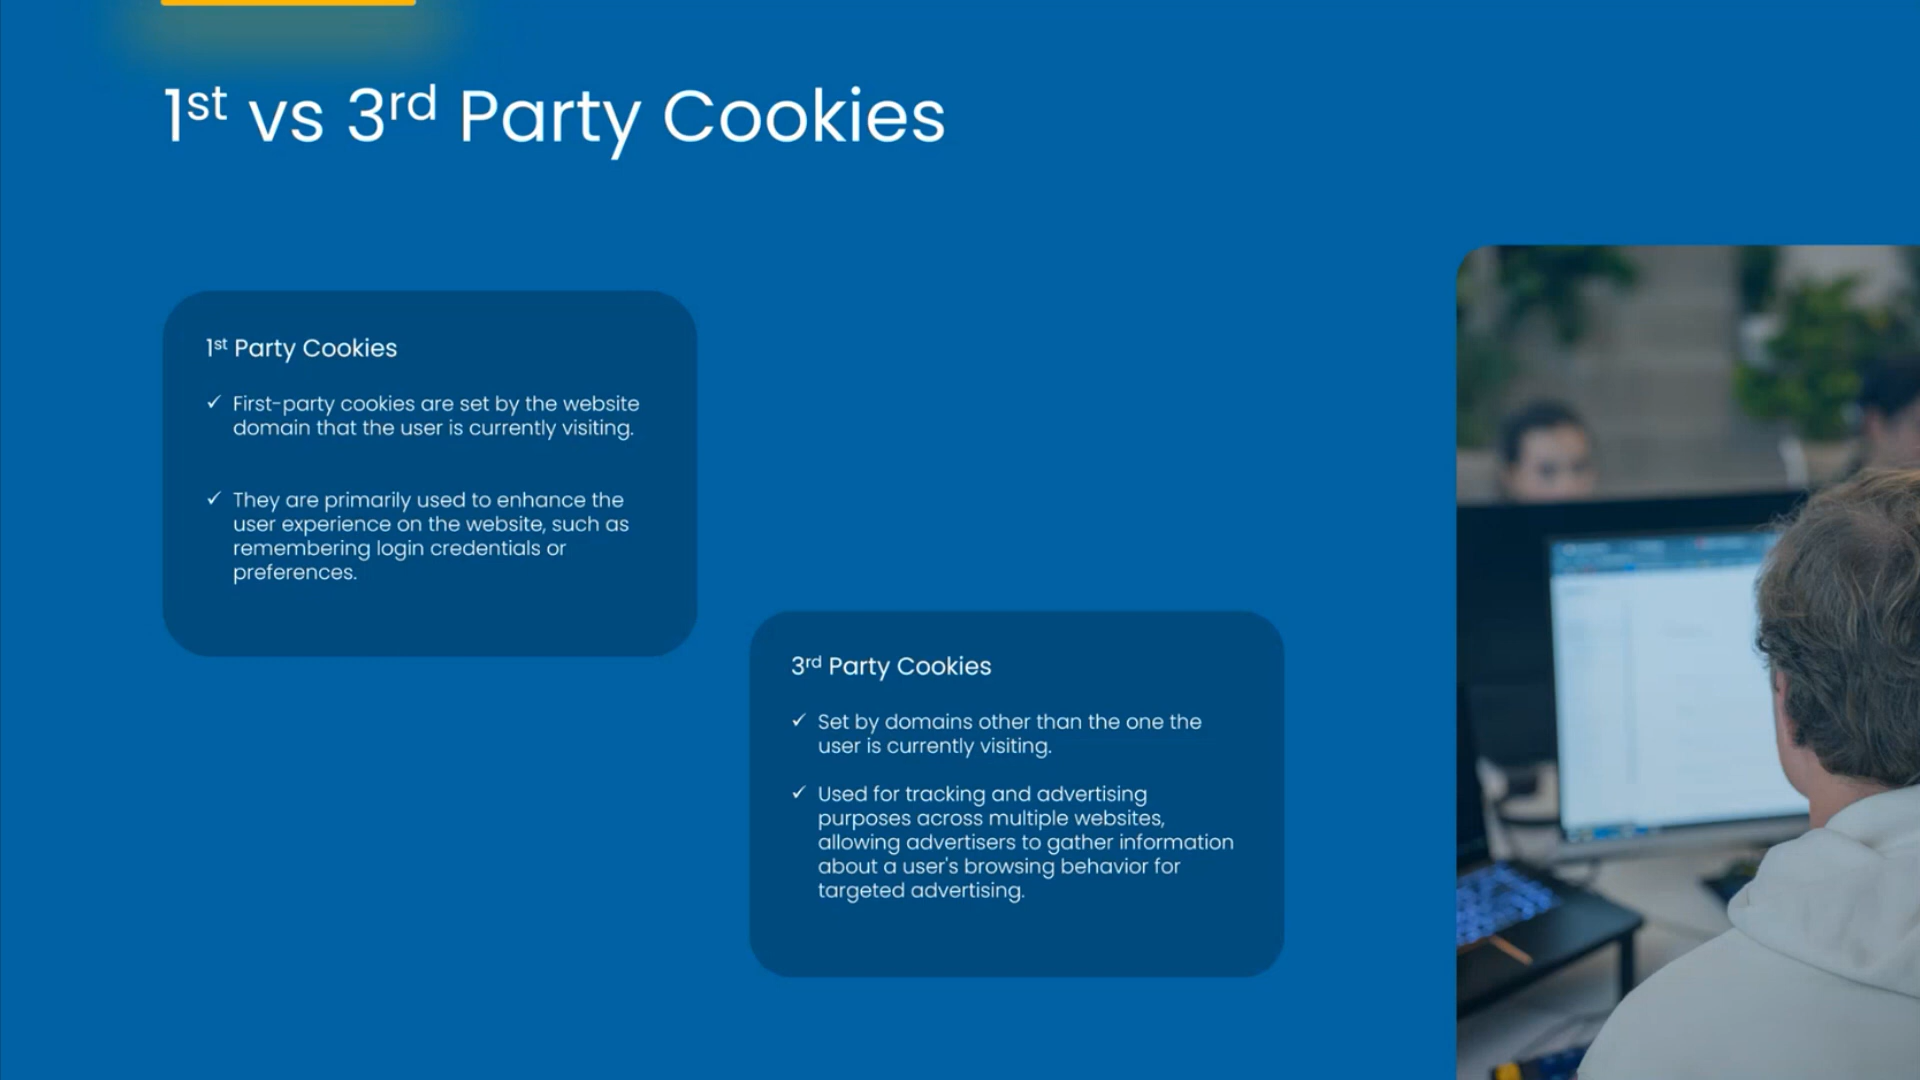 1st vs 3rd Party Cookies
1st Party Cookies
✓ First-party cookies are set by the website
domain that the user is currently visiting.
✓ They are primarily used to enhance the
user experience on the website, such as
remembering login credentials or
preferences.
3rd Party Cookies
✓ Set by domains other than the one the
user is currently visiting.
✓ Used for tracking and advertising
purposes across multiple websites,
allowing advertisers to gather information
about a user's browsing behavior for
targeted advertising.